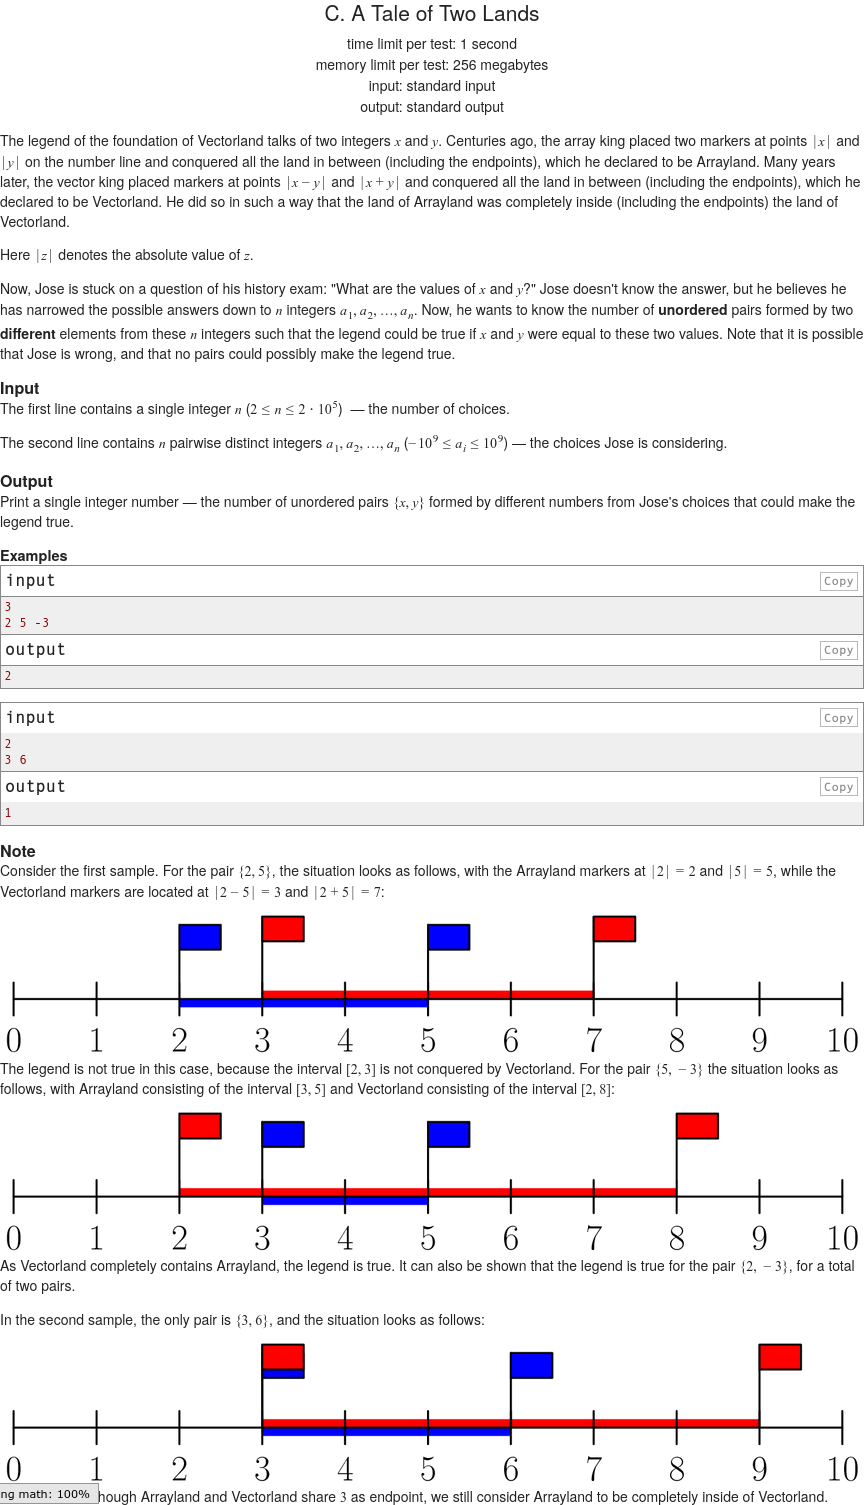 C. A Tale of Two Lands
time limit per test: 1 second
memory limit per test: 256 megabytes
input: standard input
output: standard output
The legend of the foundation of Vectorland talks of two integers x and y. Centuries ago, the array king placed two markers at points |x| and
|y| on the number line and conquered all the land in between (including the endpoints), which he declared to be Arrayland. Many years
later, the vector king placed markers at points |x − y| and |x + y| and conquered all the land in between (including the endpoints), which he
declared to be Vectorland. He did so in such a way that the land of Arrayland was completely inside (including the endpoints) the land of
Vectorland.
Here |z| denotes the absolute value of z.
Now, Jose is stuck on a question of his history exam: "What are the values of x and y?" Jose doesn't know the answer, but he believes he
has narrowed the possible answers down to n integers a1, a2, …, an. Now, he wants to know the number of unordered pairs formed by two
different elements from these n integers such that the legend could be true if x and y were equal to these two values. Note that it is possible
that Jose is wrong, and that no pairs could possibly make the legend true.
Input
The first line contains a single integer n (2 ≤ n ≤ 2 · 10^5) — the number of choices.
The second line contains n pairwise distinct integers a1, a2, …, an (−10^9 ≤ ai ≤ 10^9) — the choices Jose is considering.
Output
Print a single integer number — the number of unordered pairs {x, y} formed by different numbers from Jose's choices that could make the
legend true.
Examples
input Copy
3
2 5 -3
output Copy
2
input Copy
2
3 6
output Copy
1
Note
Consider the first sample. For the pair {2, 5}, the situation looks as follows, with the Arrayland markers at |2| = 2 and |5| = 5, while the
Vectorland markers are located at |2 − 5| = 3 and |2 + 5| = 7:
0 1 2 3 4 5 6 7 8 9 10
The legend is not true in this case, because the interval [2, 3] is not conquered by Vectorland. For the pair {5, −3} the situation looks as
follows, with Arrayland consisting of the interval [3, 5] and Vectorland consisting of the interval [2, 8]:
0 1 2 3 4 5 6 7 8 9 10
As Vectorland completely contains Arrayland, the legend is true. It can also be shown that the legend is true for the pair {2, −3}, for a total
of two pairs.
In the second sample, the only pair is {3, 6}, and the situation looks as follows:
0 1 2 3 4 5 6 7 8 9 10
ng math: 100% hough Arrayland and Vectorland share 3 as endpoint, we still consider Arrayland to be completely inside of Vectorland.